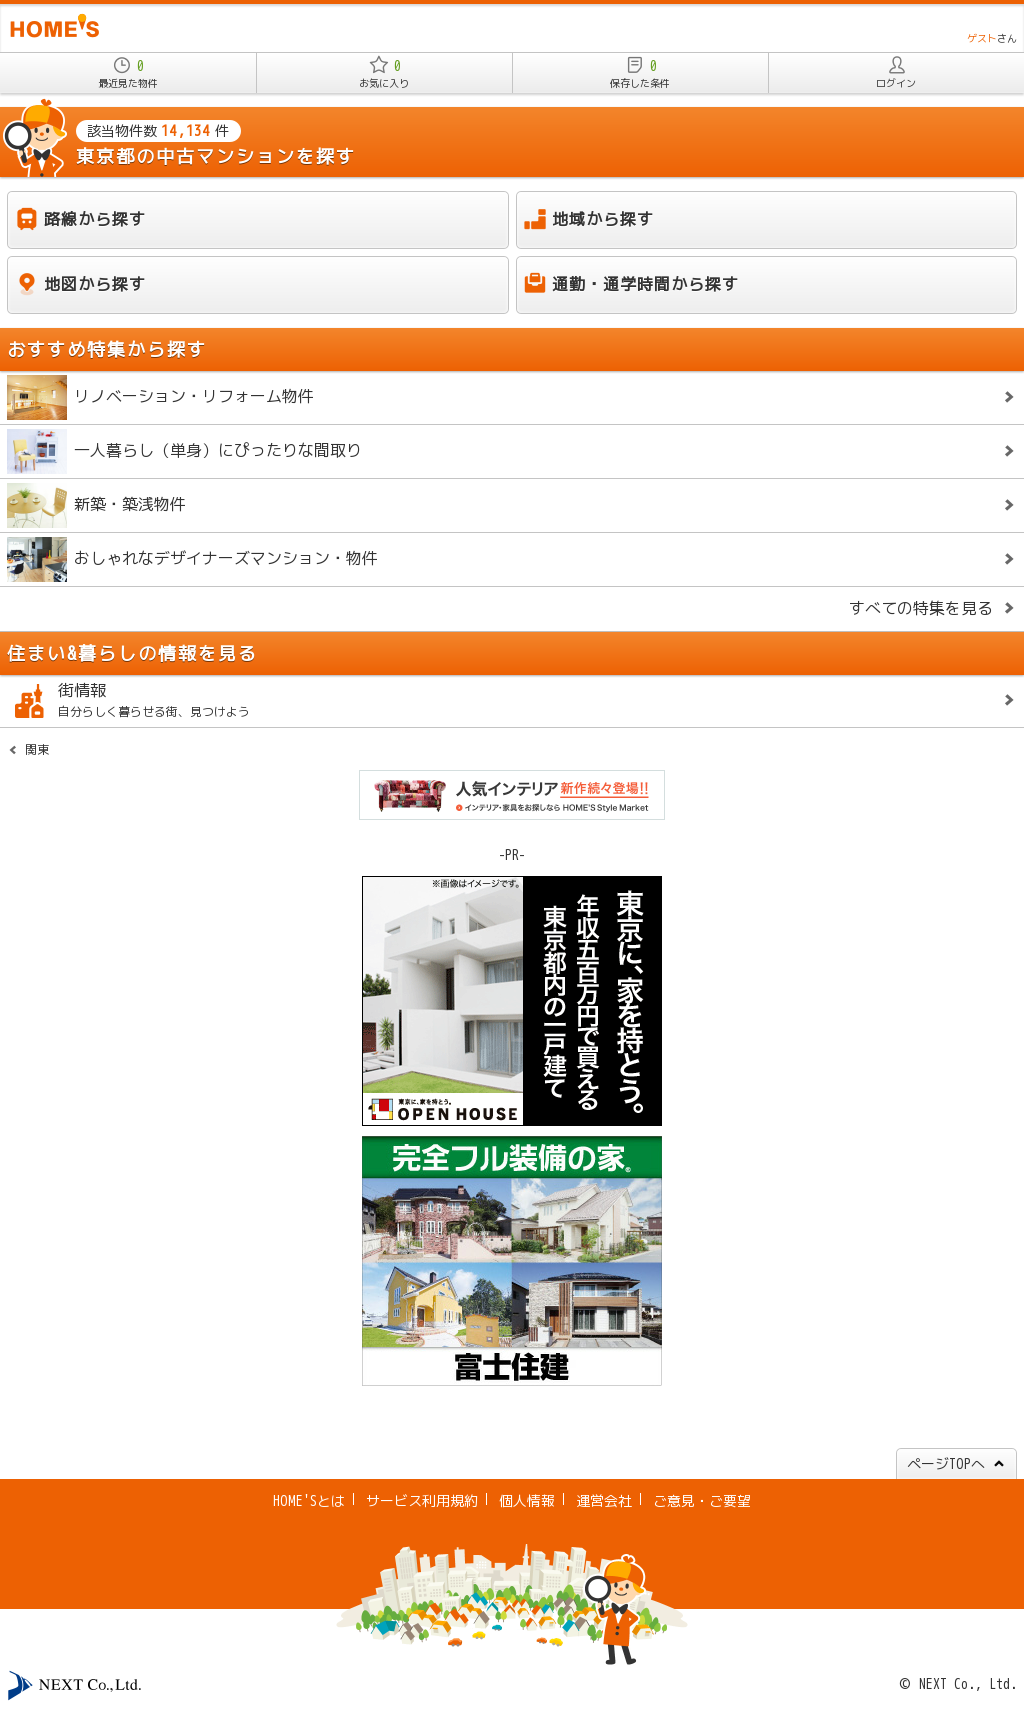 HOME'S
ゲストさん
0
最近見た物件
0
お気に入り
0
保存した条件
ログイン
該当物件数 14,134 件
東京都の中古マンションを探す
路線から探す
地域から探す
地図から探す
通勤・通学時間から探す
おすすめ特集から探す
リノベーション・リフォーム物件
一人暮らし（単身）にぴったりな間取り
新築・築浅物件
おしゃれなデザイナーズマンション・物件
すべての特集を見る
住まい&暮らしの情報を見る
街情報
自分らしく暮らせる街、見つけよう
関東
人気インテリア新作続々登場!!
インテリア・家具をお探しなら HOME'S Style Market
-PR-
※画像はイメージです。
東京に、家を持とう。
年収五百万円で買える
東京都内の一戸建て
東京に、家を持とう。
OPEN HOUSE
完全フル装備の家®
富士住建
ページTOPへ
HOME'Sとは
サービス利用規約
個人情報
運営会社
ご意見・ご要望
NEXT Co., Ltd.
© NEXT Co., Ltd.